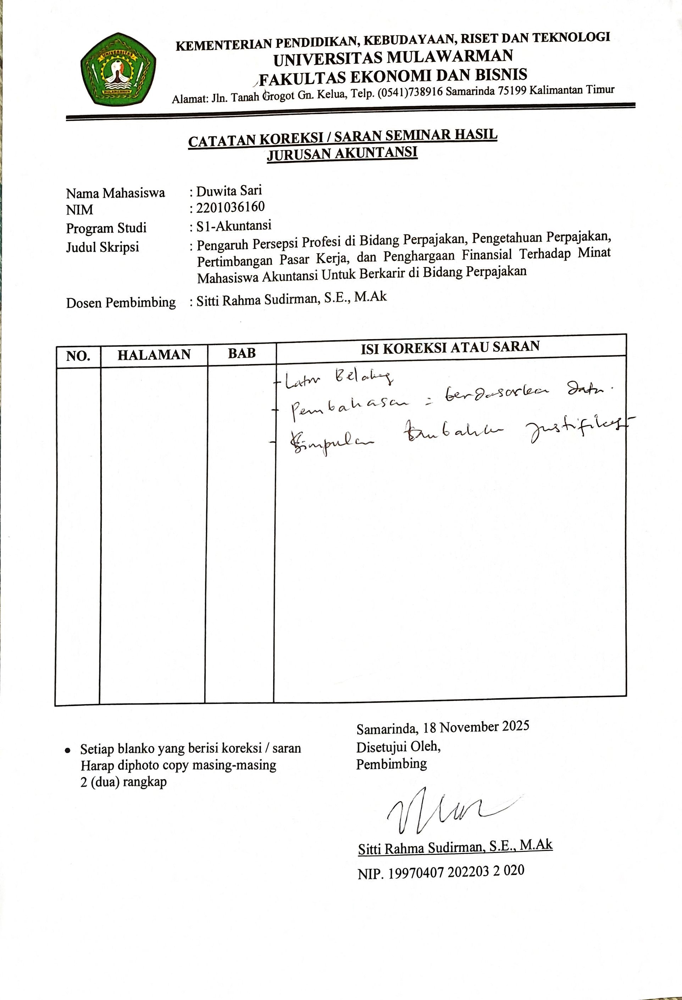 UNIVERSITAS
MULAWARMAN
KEMENTERIAN PENDIDIKAN, KEBUDAYAAN, RISET DAN TEKNOLOGI
UNIVERSITAS MULAWARMAN
FAKULTAS EKONOMI DAN BISNIS
Alamat: Jln. Tanah Grogot Gn. Kelua, Telp. (0541)738916 Samarinda 75199 Kalimantan Timur
CATATAN KOREKSI / SARAN SEMINAR HASIL
JURUSAN AKUNTANSI
Nama Mahasiswa : Duwita Sari
NIM : 2201036160
Program Studi : S1-Akuntansi
Judul Skripsi : Pengaruh Persepsi Profesi di Bidang Perpajakan, Pengetahuan Perpajakan,
Pertimbangan Pasar Kerja, dan Penghargaan Finansial Terhadap Minat
Mahasiswa Akuntansi Untuk Berkarir di Bidang Perpajakan
Dosen Pembimbing : Sitti Rahma Sudirman, S.E., M.Ak
NO. HALAMAN BAB ISI KOREKSI ATAU SARAN
- Latar Belakang
- Pembahasan : berdasarkan data.
- Simpulan tambahkan justifikasi
Samarinda, 18 November 2025
• Setiap blanko yang berisi koreksi / saran
Harap diphoto copy masing-masing
2 (dua) rangkap
Disetujui Oleh,
Pembimbing
Sitti Rahma Sudirman, S.E., M.Ak
NIP. 19970407 202203 2 020